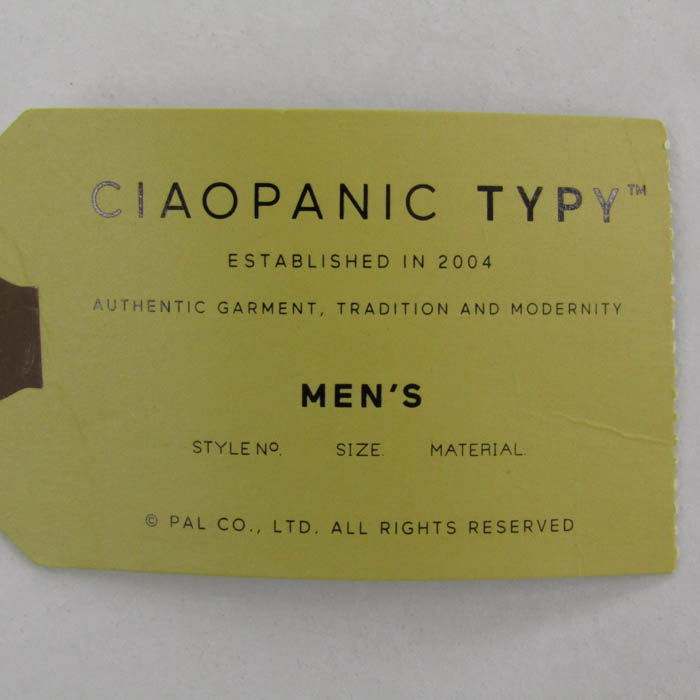 CIAOPANIC TYPY™
ESTABLISHED IN 2004
AUTHENTIC GARMENT, TRADITION AND MODERNITY
MEN'S
STYLE Nº. SIZE. MATERIAL.
© PAL CO., LTD. ALL RIGHTS RESERVED